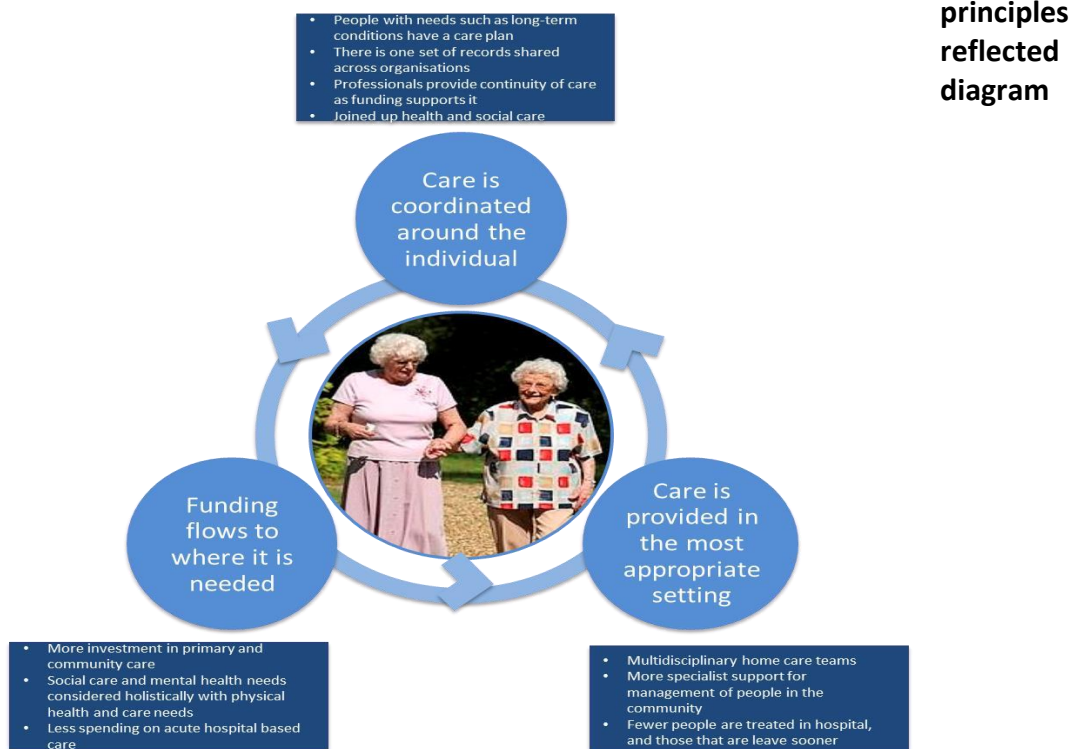 principles
reflected
diagram
• People with needs such as long-term
conditions have a care plan
• There is one set of records shared
across organisations
• Professionals provide continuity of care
as funding supports it
• Joined up health and social care
Care is
coordinated
around the
individual
Funding
flows to
where it is
needed
Care is
provided in
the most
appropriate
setting
• More investment in primary and
community care
• Social care and mental health needs
considered holistically with physical
health and care needs
• Less spending on acute hospital based
care
• Multidisciplinary home care teams
• More specialist support for
management of people in the
community
• Fewer people are treated in hospital,
and those that are leave sooner